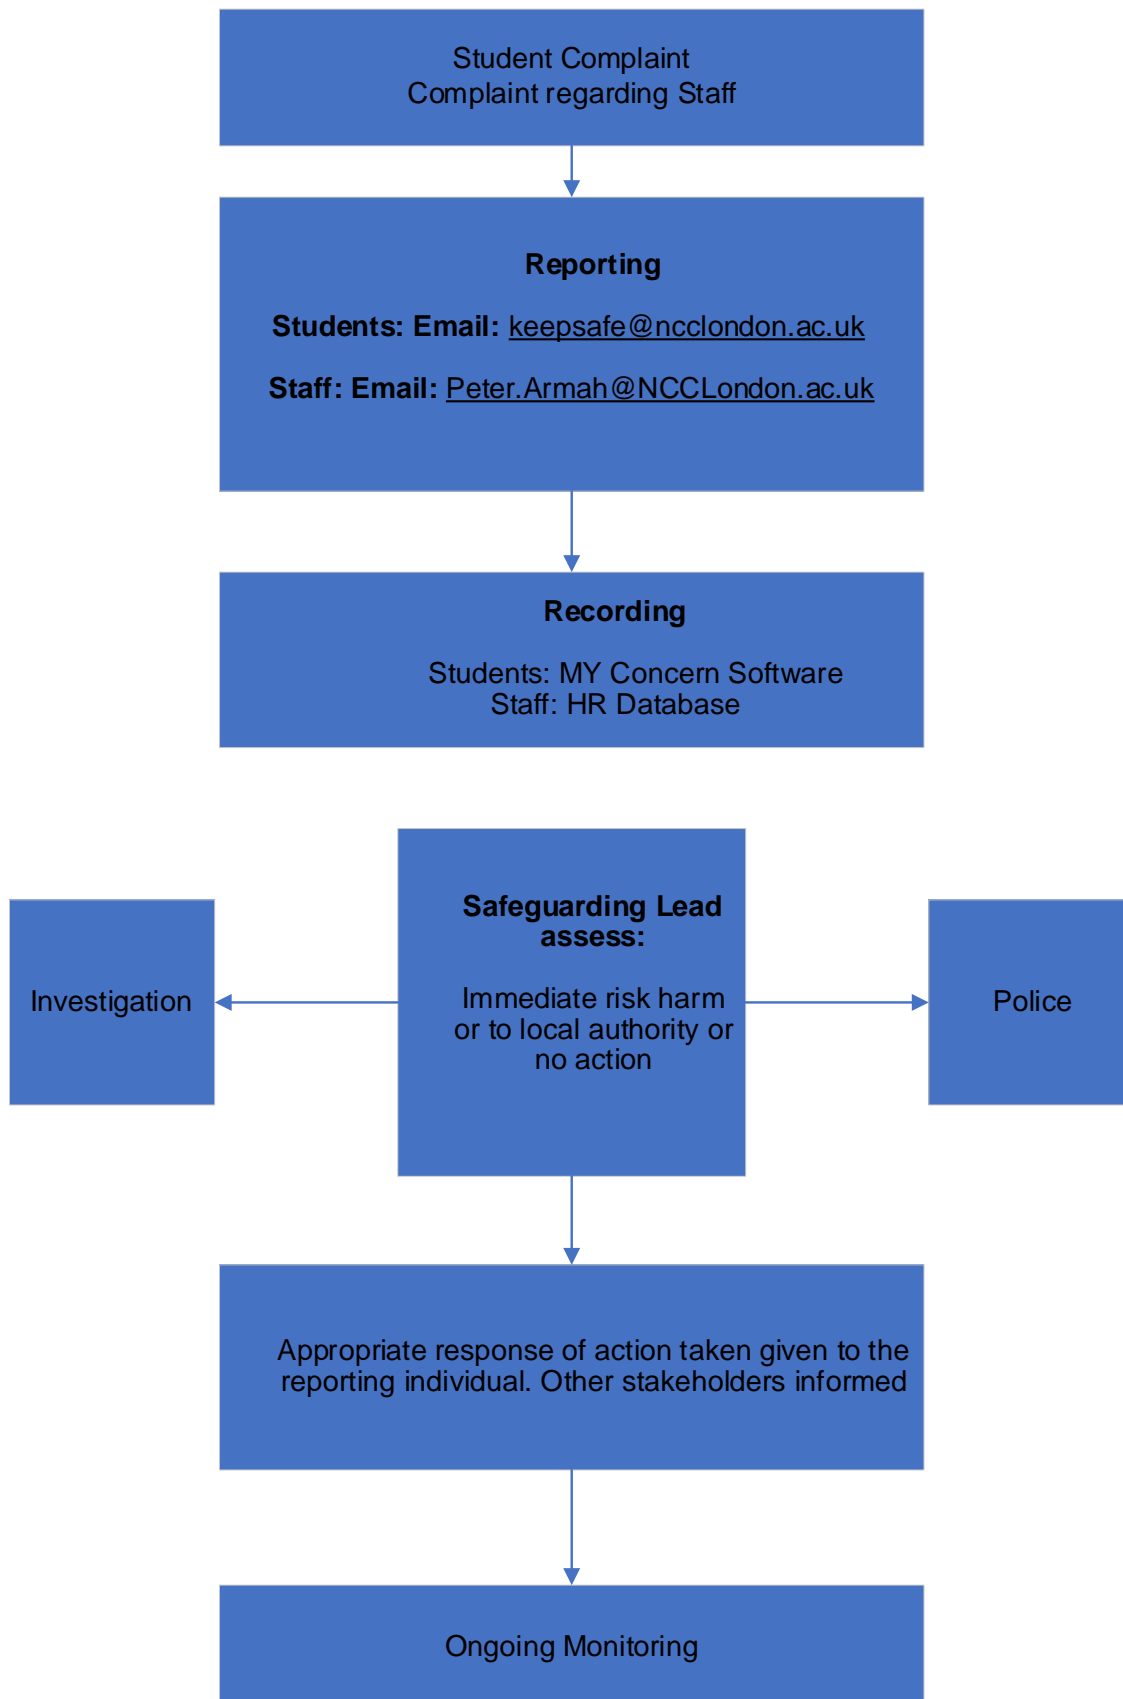 Student Complaint
Complaint regarding Staff
Reporting
Students: Email: keepsafe@ncclondon.ac.uk
Staff: Email: Peter.Armah@NCCLondon.ac.uk
Recording
Students: MY Concern Software
Staff: HR Database
Safeguarding Lead
assess:
Immediate risk harm
or to local authority or
no action
Investigation
Police
Appropriate response of action taken given to the
reporting individual. Other stakeholders informed
Ongoing Monitoring